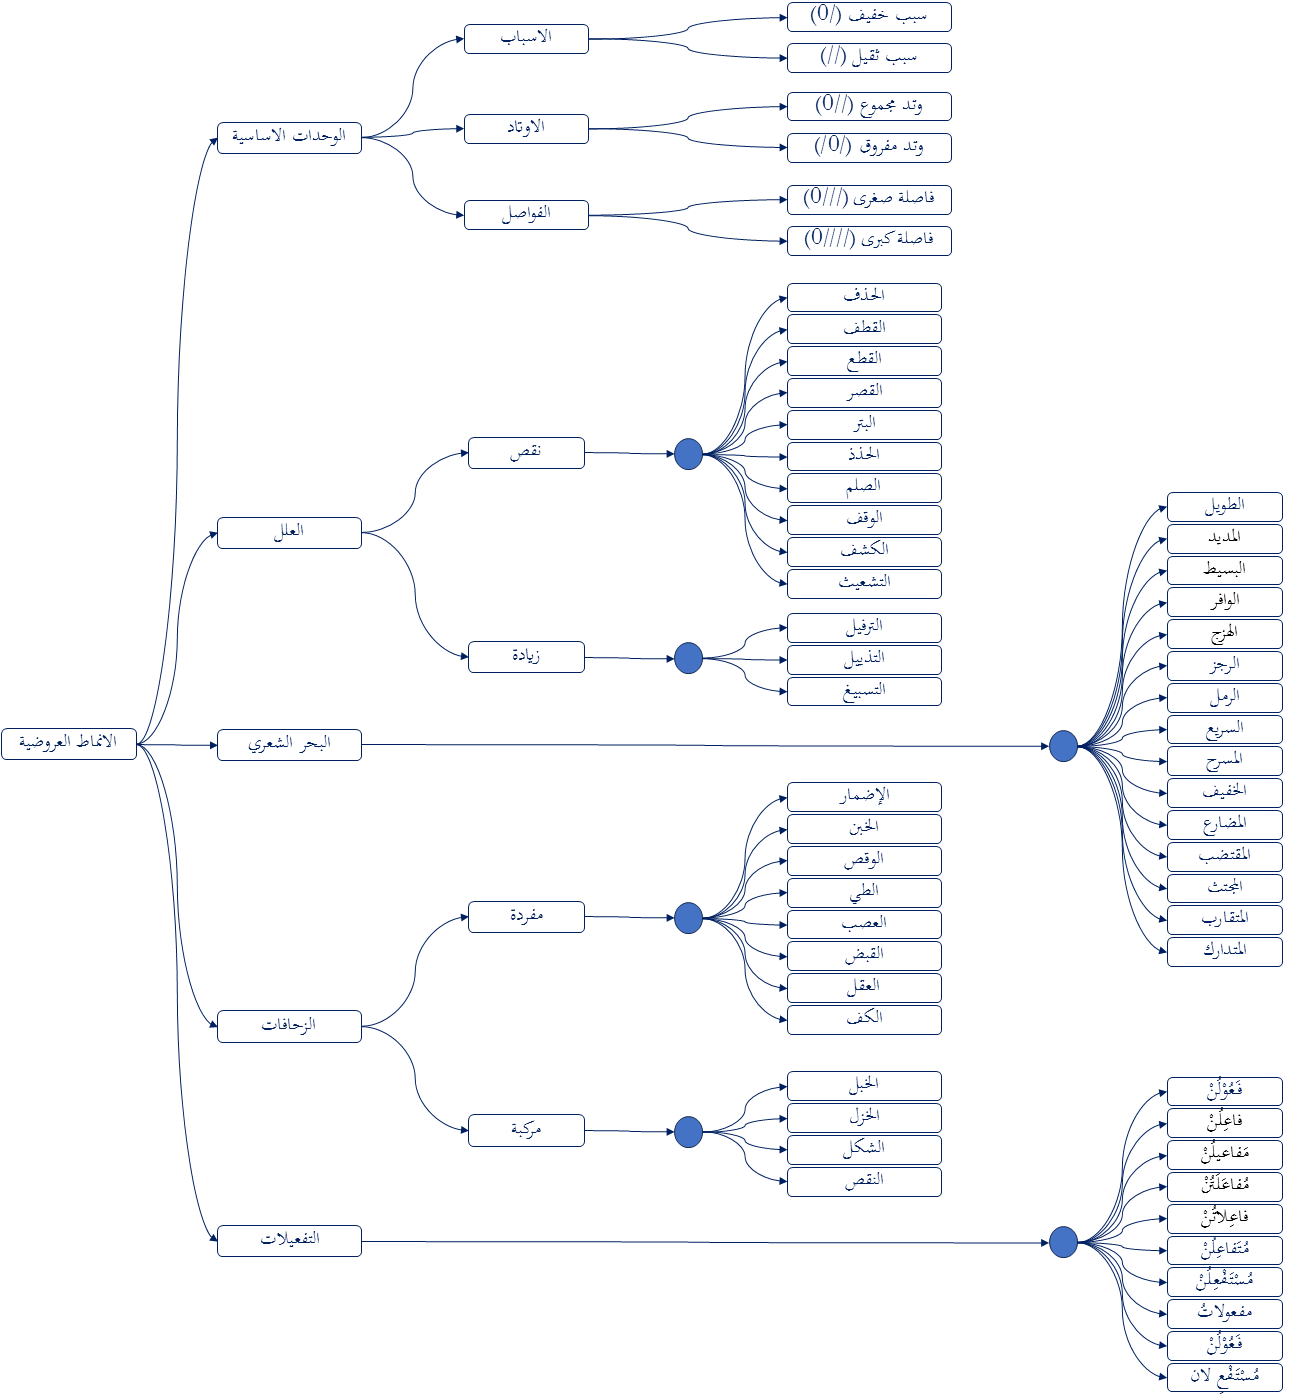 الانماط العروضية
الوحدات الاساسية
الاسباب
سبب خفيف (/0)
سبب ثقيل (//)
الاوتاد
وتد مجموع (//0)
وتد مفروق (/0/)
الفواصل
فاصلة صغرى (///0)
فاصلة كبرى (////0)
العلل
نقص
الحذف
القطف
القطع
القصر
البتر
الحذذ
الصلم
الوقف
الكشف
التشعيث
زيادة
الترفيل
التذييل
التسبيغ
البحر الشعري
الطويل
المديد
البسيط
الوافر
الهزج
الرجز
الرمل
السريع
المسرح
الخفيف
المضارع
المقتضب
المجتث
المتقارب
المتدارك
الزحافات
مفردة
الإضمار
الخبن
الوقص
الطي
العصب
القبض
العقل
الكف
مركبة
الخبل
الخزل
الشكل
النقص
التفعيلات
فَعُوْلُنْ
فاعِلُنْ
مَفاعيلُنْ
مُفاعَلَتُنْ
فاعِلاتُنْ
مُتَفاعِلُنْ
مُسْتَفْعِلُنْ
مفعولاتُ
فَعُوْلُنْ
مُسْتَفْعِ لان